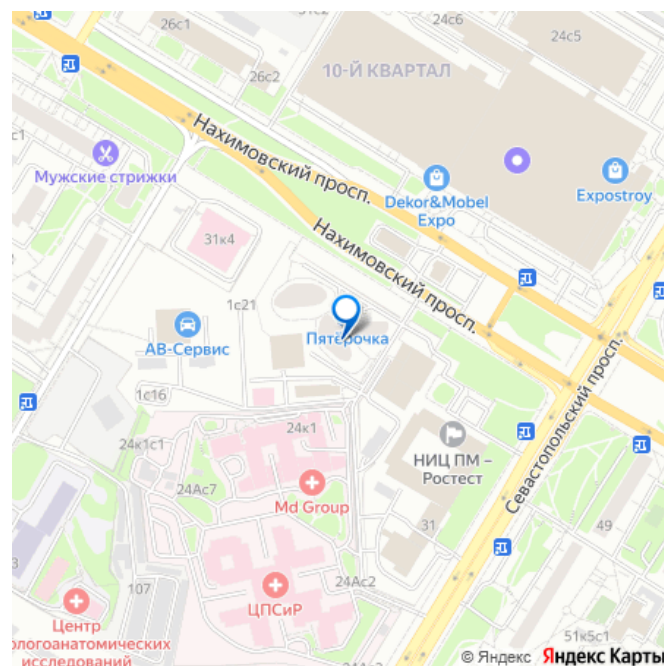 24с6
24с5
26с1
26с2
10-Й КВАРТАЛ
Нахимовский просп.
Мужские стрижки
Dekor&Mobel
Expo
Expostroy
31к4
Нахимовский просп.
1с21
АВ-Сервис
Пятёрочка
1с16
24к1с1
24к1
24Ас7
Md Group
НИЦ ПМ –
Ростест
Севастопольский просп.
31
49
24Ас2
107
ЦПСиР
3
Центр
ологоанатомических
исследований
51к5с1
© Яндекс Яндекс Карты